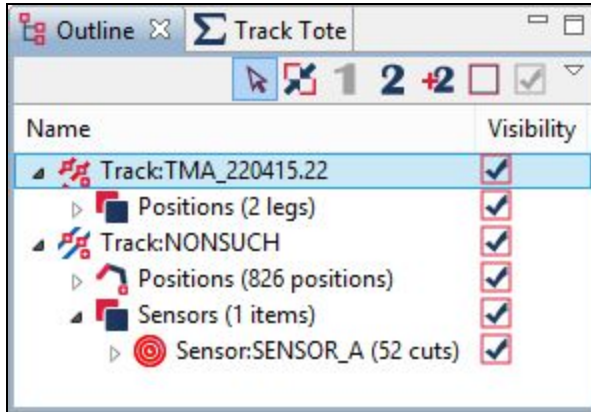 Outline Track Tote
1 2 +2
Name Visibility
Track:TMA_220415.22
Positions (2 legs)
Track:NONSUCH
Positions (826 positions)
Sensors (1 items)
Sensor:SENSOR_A (52 cuts)